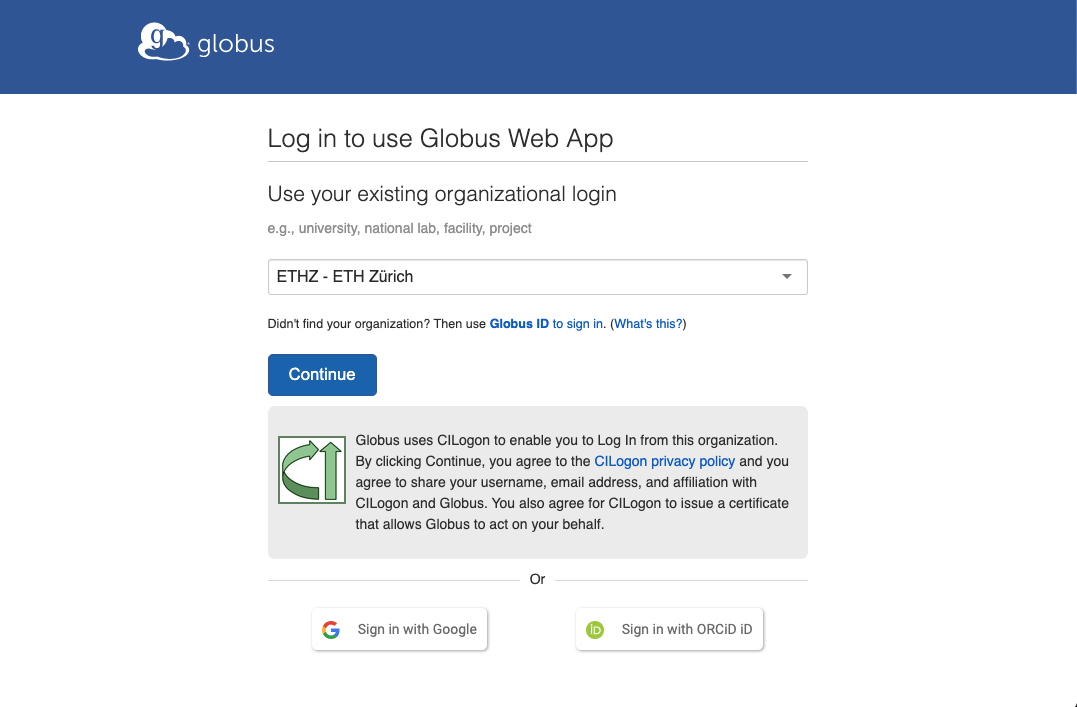 globus
Log in to use Globus Web App
Use your existing organizational login
e.g., university, national lab, facility, project
ETHZ - ETH Zürich
Didn't find your organization? Then use Globus ID to sign in. (What's this?)
Continue
Globus uses CILogon to enable you to Log In from this organization.
By clicking Continue, you agree to the CILogon privacy policy and you
agree to share your username, email address, and affiliation with
CILogon and Globus. You also agree for CILogon to issue a certificate
that allows Globus to act on your behalf.
Or
Sign in with Google
iD Sign in with ORCiD iD